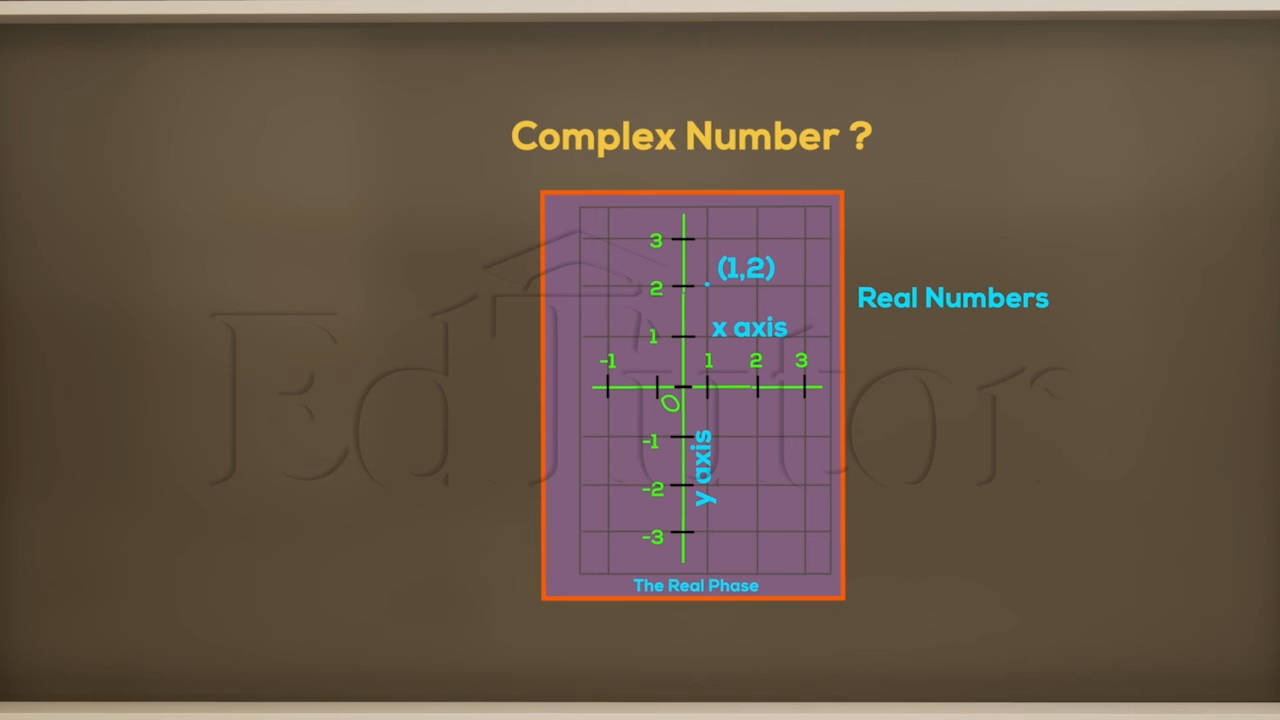 Complex Number ?
3
(1,2)
2
Real Numbers
x axis
1
-1 1 2 3
O
-1
y axis
-2
-3
The Real Phase
EdTutor